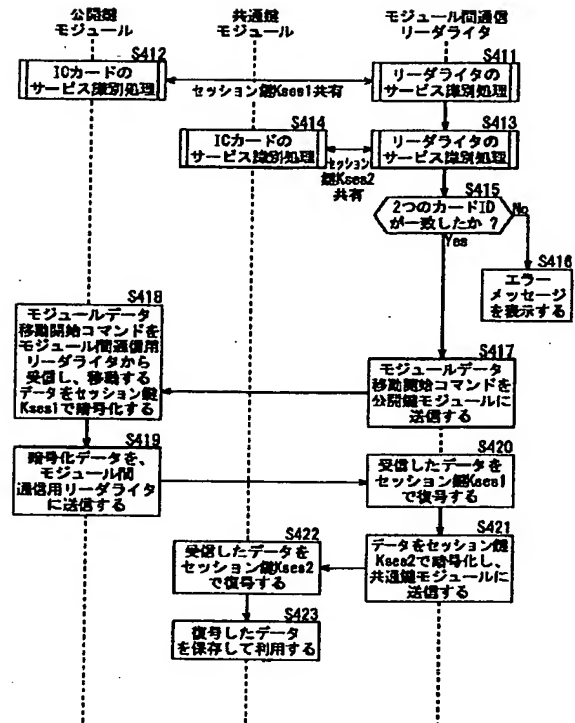 公開鍵
モジュール
共通鍵
モジュール
モジュール間通信
リーダライタ
S412
ICカードの
サービス識別処理
セッション鍵Kses1共有
S411
リーダライタの
サービス識別処理
S414
ICカードの
サービス識別処理
セッション
鍵Kses2
共有
S413
リーダライタの
サービス識別処理
S415
2つのカードID
が一致したか ?
No
Yes
S416
エラー
メッセージ
を表示する
S418
モジュールデータ
移動開始コマンドを
モジュール間通信用
リーダライタから
受信し、移動する
データをセッション鍵
Kses1で暗号化する
S417
モジュールデータ
移動開始コマンドを
公開鍵モジュールに
送信する
S419
暗号化データを、
モジュール間
通信用リーダライタ
に送信する
S420
受信したデータを
セッション鍵Kses1
で復号する
S421
データをセッション鍵
Kses2で暗号化し、
共通鍵モジュールに
送信する
S422
受信したデータを
セッション鍵Kses2
で復号する
S423
復号したデータ
を保存して利用する